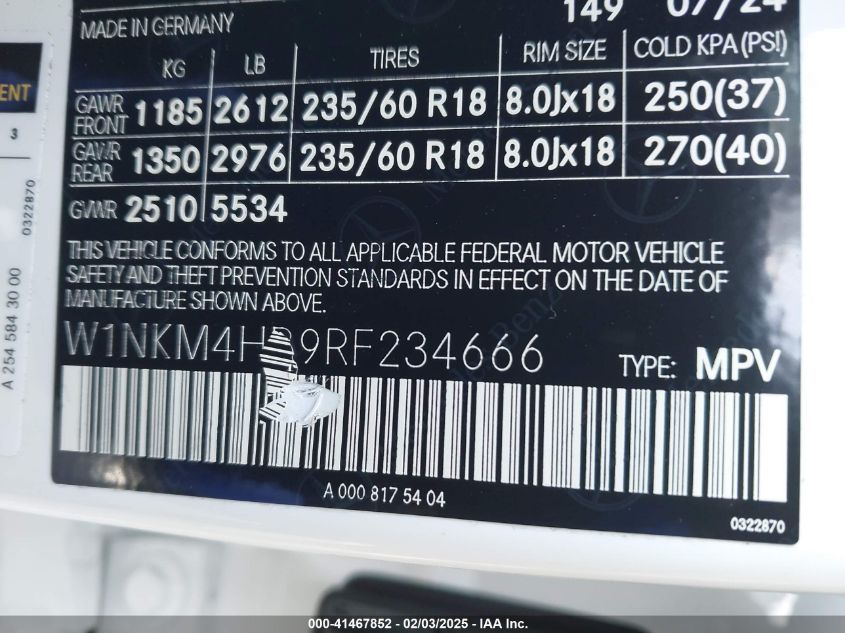 149 07/24
MADE IN GERMANY
KG LB TIRES RIM SIZE COLD KPA (PSI)
GAWR FRONT 1185 2612 235/60 R18 8.0Jx18 250(37)
GAWR REAR 1350 2976 235/60 R18 8.0Jx18 270(40)
GVWR 2510 5534
THIS VEHICLE CONFORMS TO ALL APPLICABLE FEDERAL MOTOR VEHICLE
SAFETY AND THEFT PREVENTION STANDARDS IN EFFECT ON THE DATE OF
MANUFACTURE SHOWN ABOVE.
TYPE: MPV
A 000 817 54 04
0322870
3
0322870
A 254 584 30 00
000-41467852 - 02/03/2025 - IAA Inc.